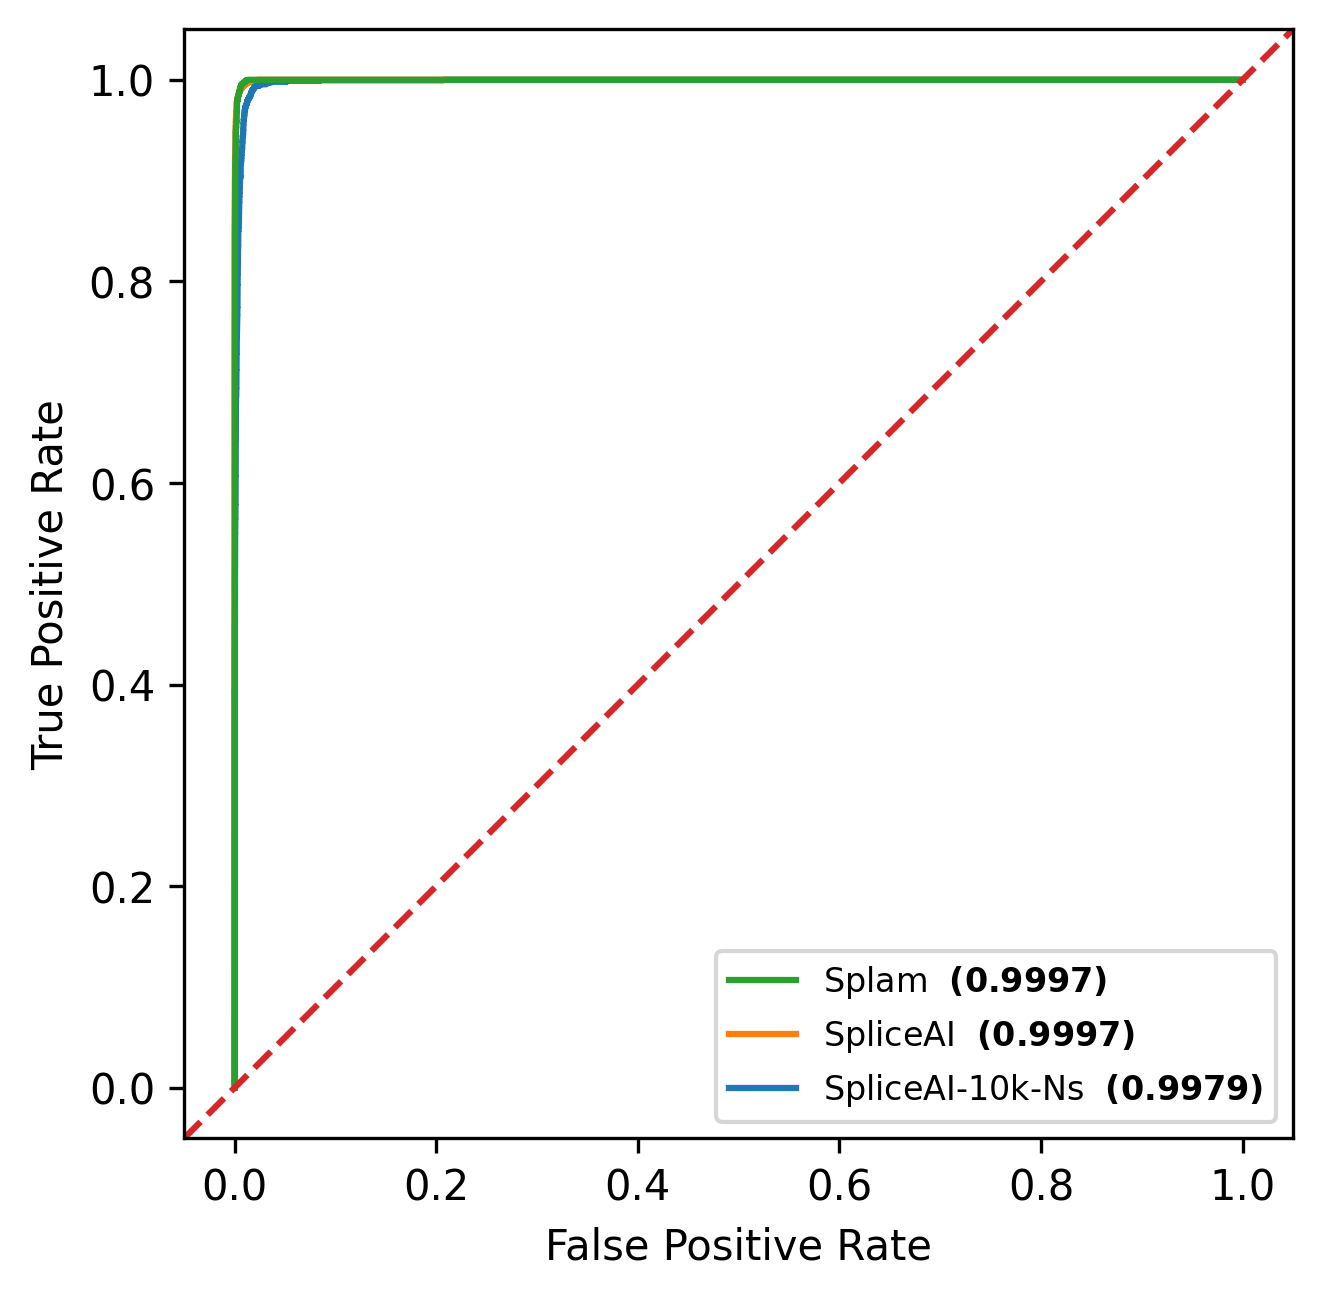 1.0
0.8
0.6
0.4
0.2
0.0
True Positive Rate
Splam (0.9997)
SpliceAI (0.9997)
SpliceAI-10k-Ns (0.9979)
0.0 0.2 0.4 0.6 0.8 1.0
False Positive Rate